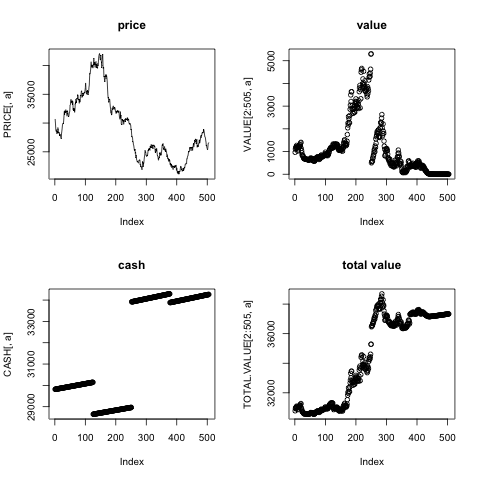 price
PRICE[, a]
25000 35000
0 100 200 300 400 500
Index
value
VALUE[2:505, a]
0 1000 3000 5000
0 100 200 300 400 500
Index
cash
CASH[, a]
29000 31000 33000
0 100 200 300 400 500
Index
total value
TOTAL.VALUE[2:505, a]
32000 36000
0 100 200 300 400 500
Index